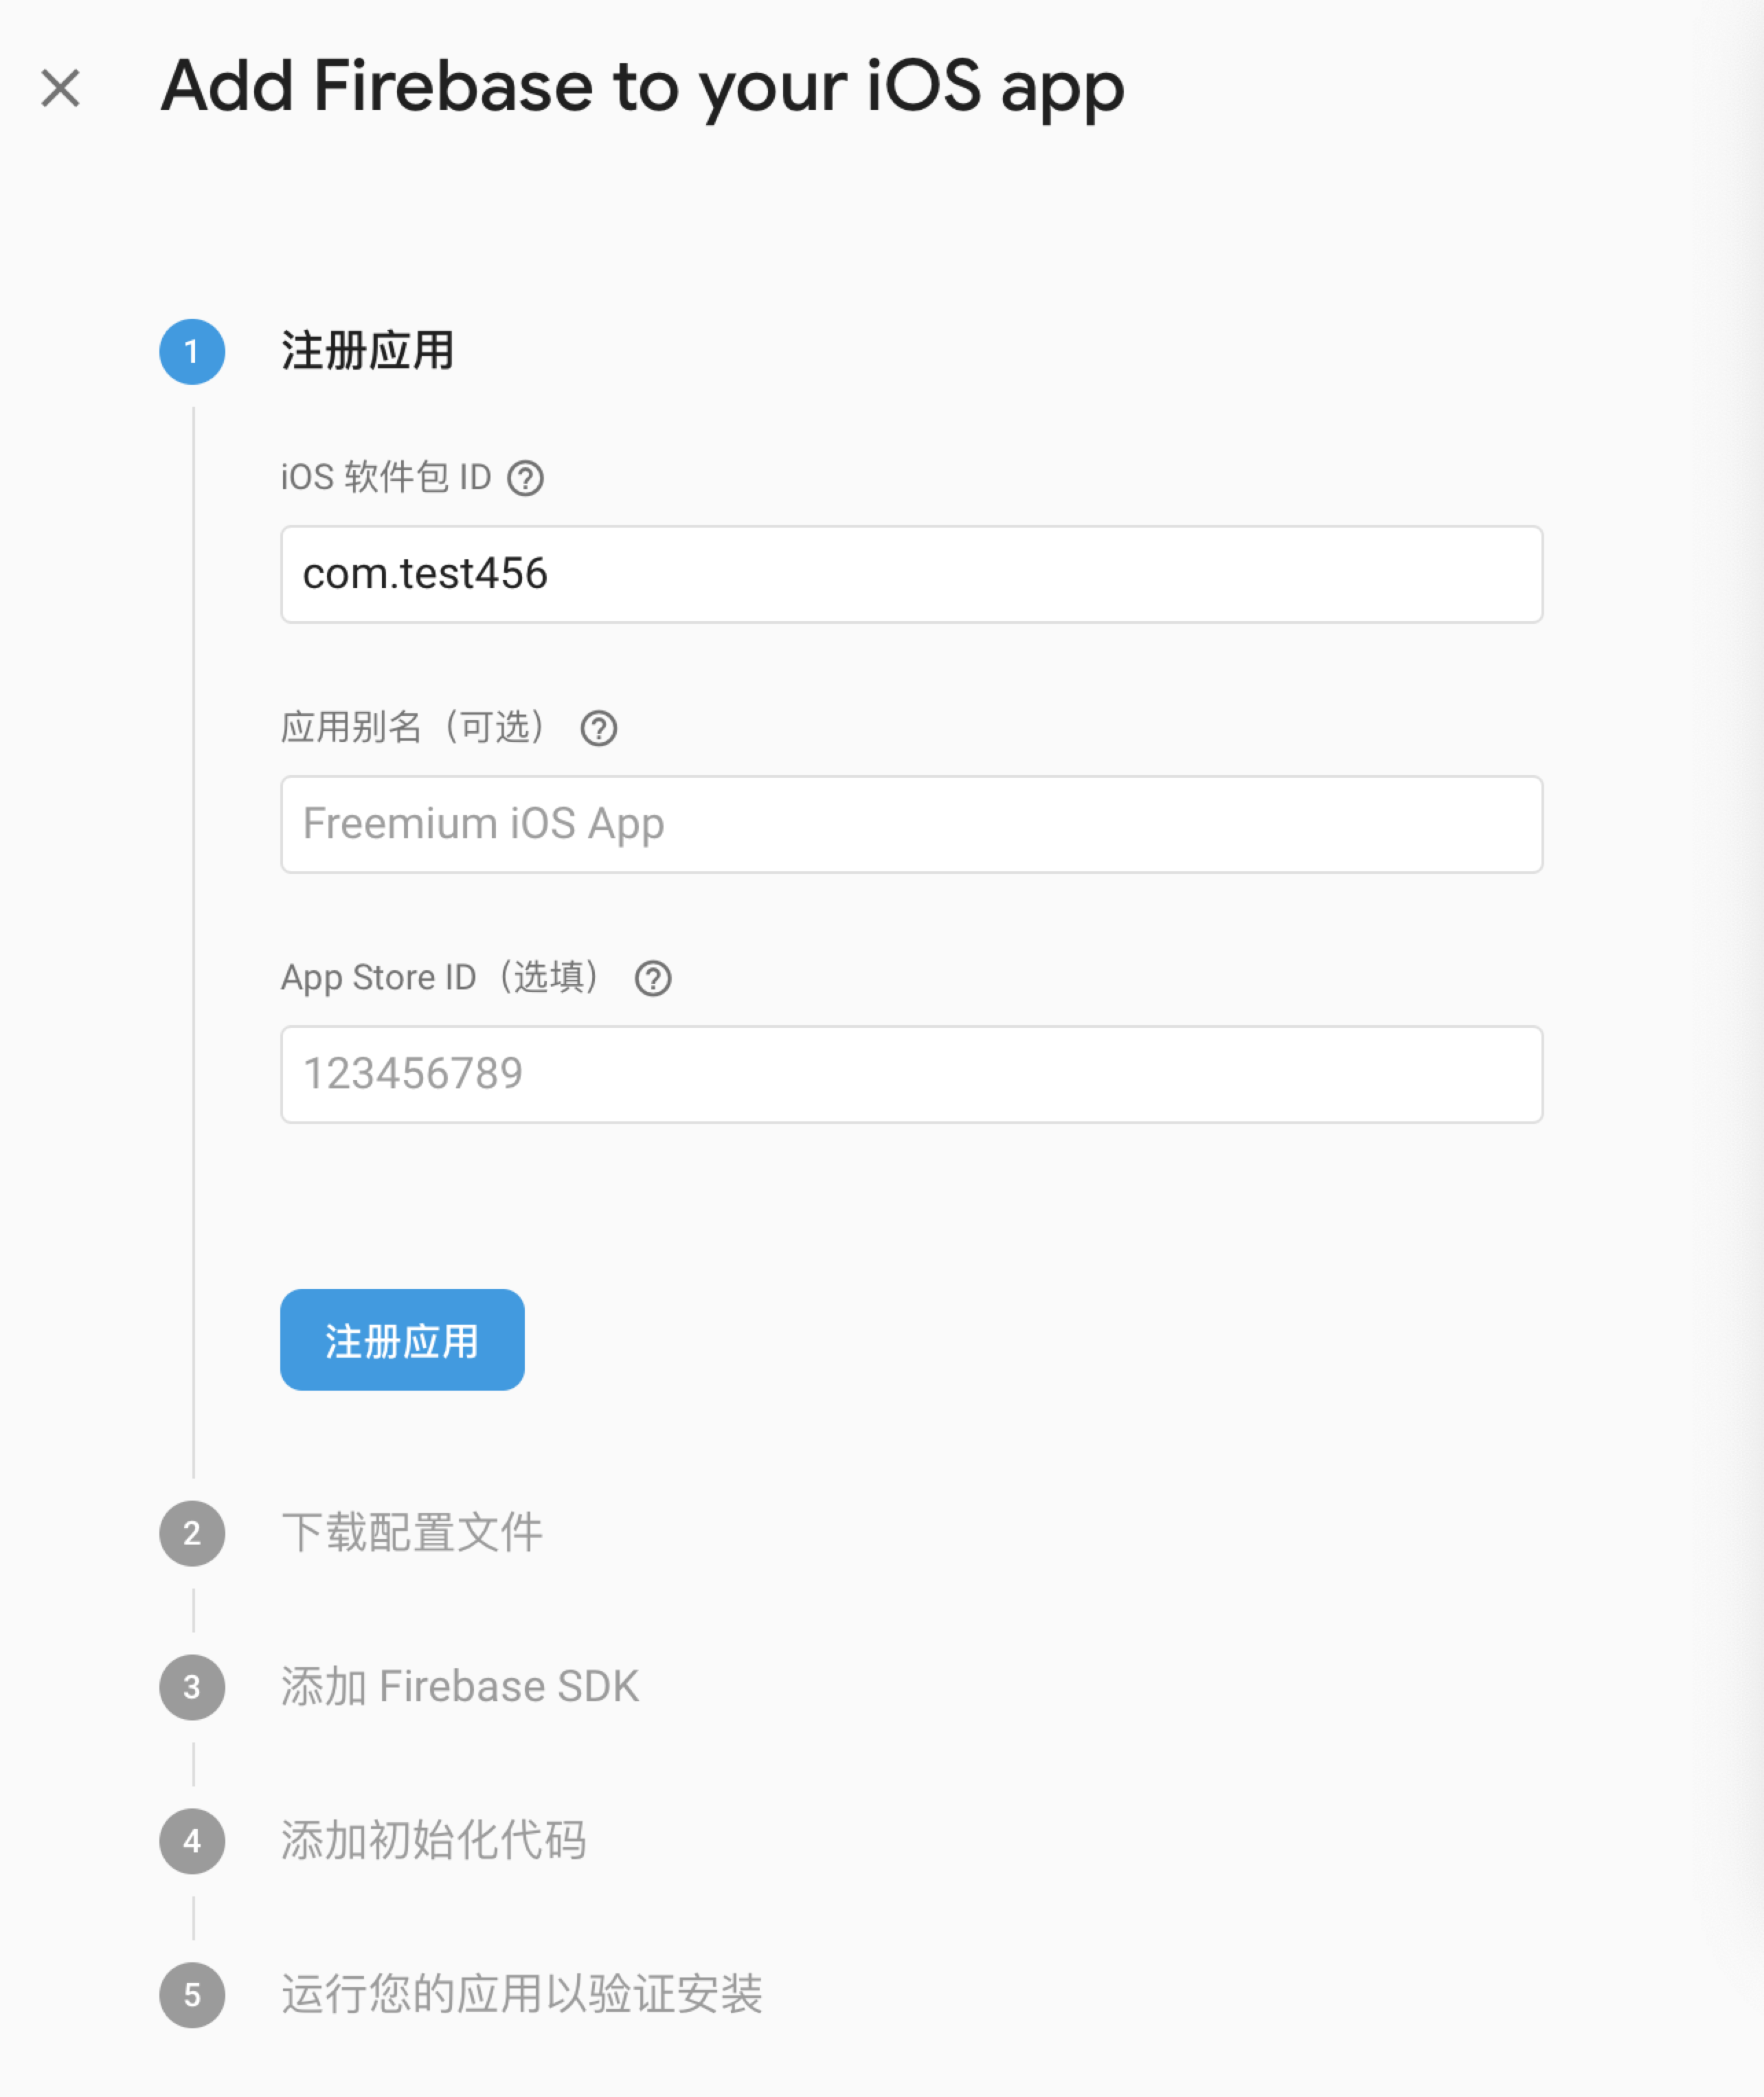 Add Firebase to your iOS app
1
注册应用
iOS 软件包 ID
com.test456
应用别名（可选）
Freemium iOS App
App Store ID（选填）
123456789
注册应用
2
下载配置文件
3
添加 Firebase SDK
4
添加初始化代码
5
运行您的应用以验证安装